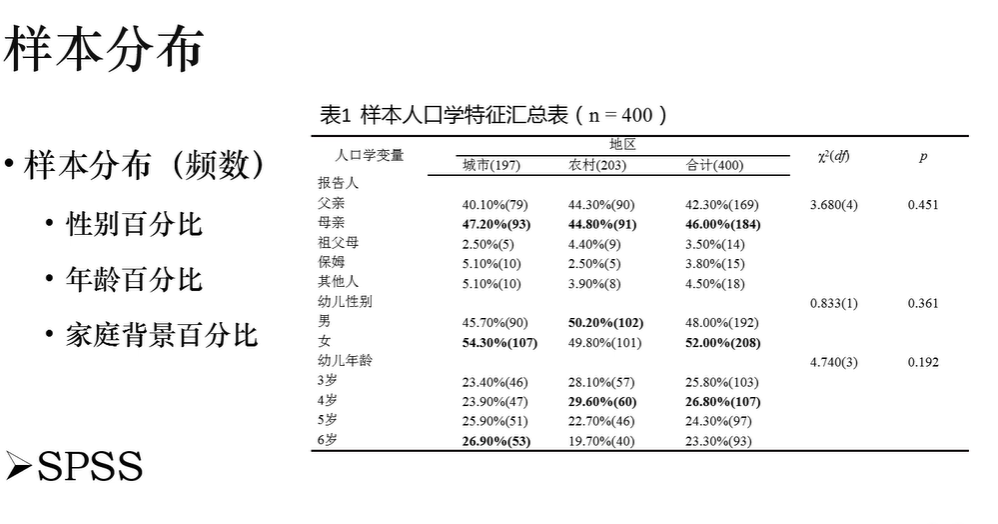 样本分布
• 样本分布（频数）
• 性别百分比
• 年龄百分比
• 家庭背景百分比
➢SPSS
表1 样本人口学特征汇总表（n = 400）
人口学变量 地区 χ²(df) p
城市(197) 农村(203) 合计(400)
报告人
父亲 40.10%(79) 44.30%(90) 42.30%(169) 3.680(4) 0.451
母亲 47.20%(93) 44.80%(91) 46.00%(184)
祖父母 2.50%(5) 4.40%(9) 3.50%(14)
保姆 5.10%(10) 2.50%(5) 3.80%(15)
其他人 5.10%(10) 3.90%(8) 4.50%(18)
幼儿性别 0.833(1) 0.361
男 45.70%(90) 50.20%(102) 48.00%(192)
女 54.30%(107) 49.80%(101) 52.00%(208)
幼儿年龄 4.740(3) 0.192
3岁 23.40%(46) 28.10%(57) 25.80%(103)
4岁 23.90%(47) 29.60%(60) 26.80%(107)
5岁 25.90%(51) 22.70%(46) 24.30%(97)
6岁 26.90%(53) 19.70%(40) 23.30%(93)